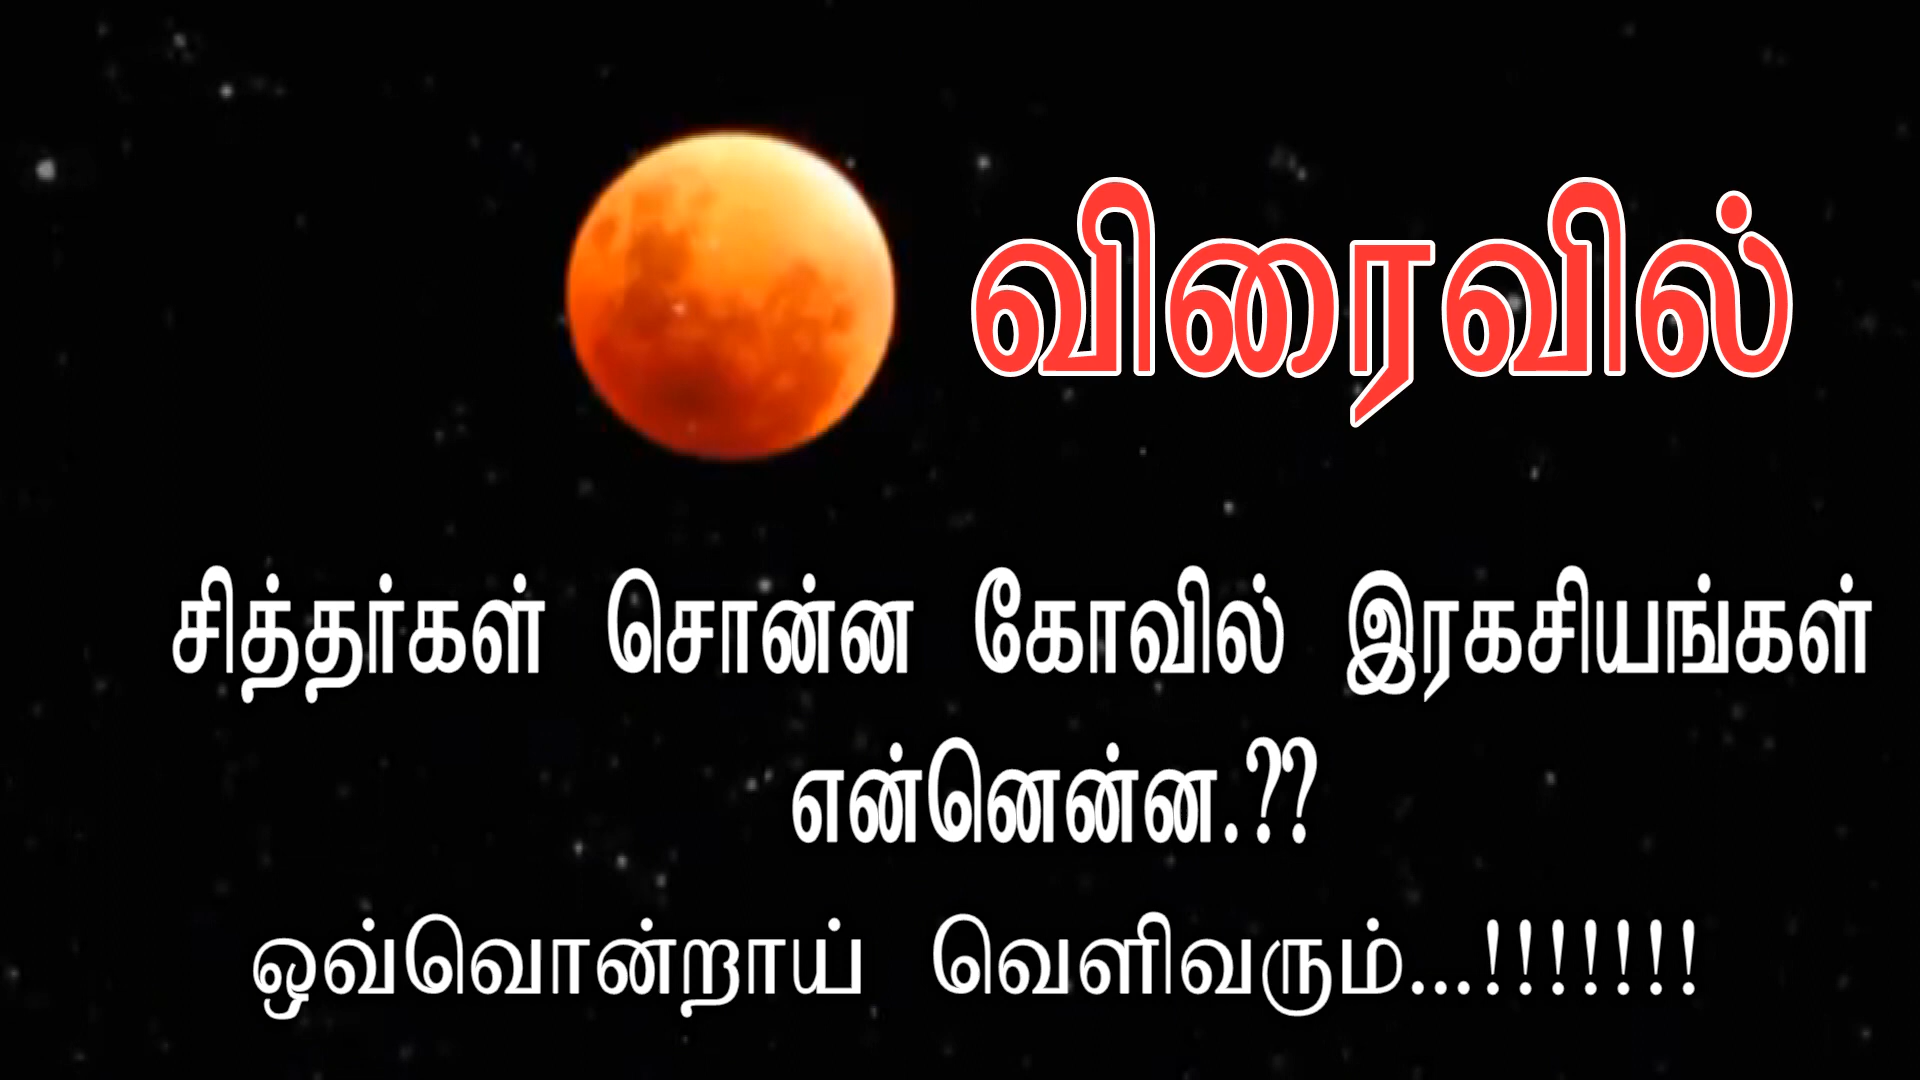 விரைவில்
சித்தர்கள் சொன்ன கோவில் இரகசியங்கள்
என்னென்ன.??
ஒவ்வொன்றாய் வெளிவரும்...!!!!!!!